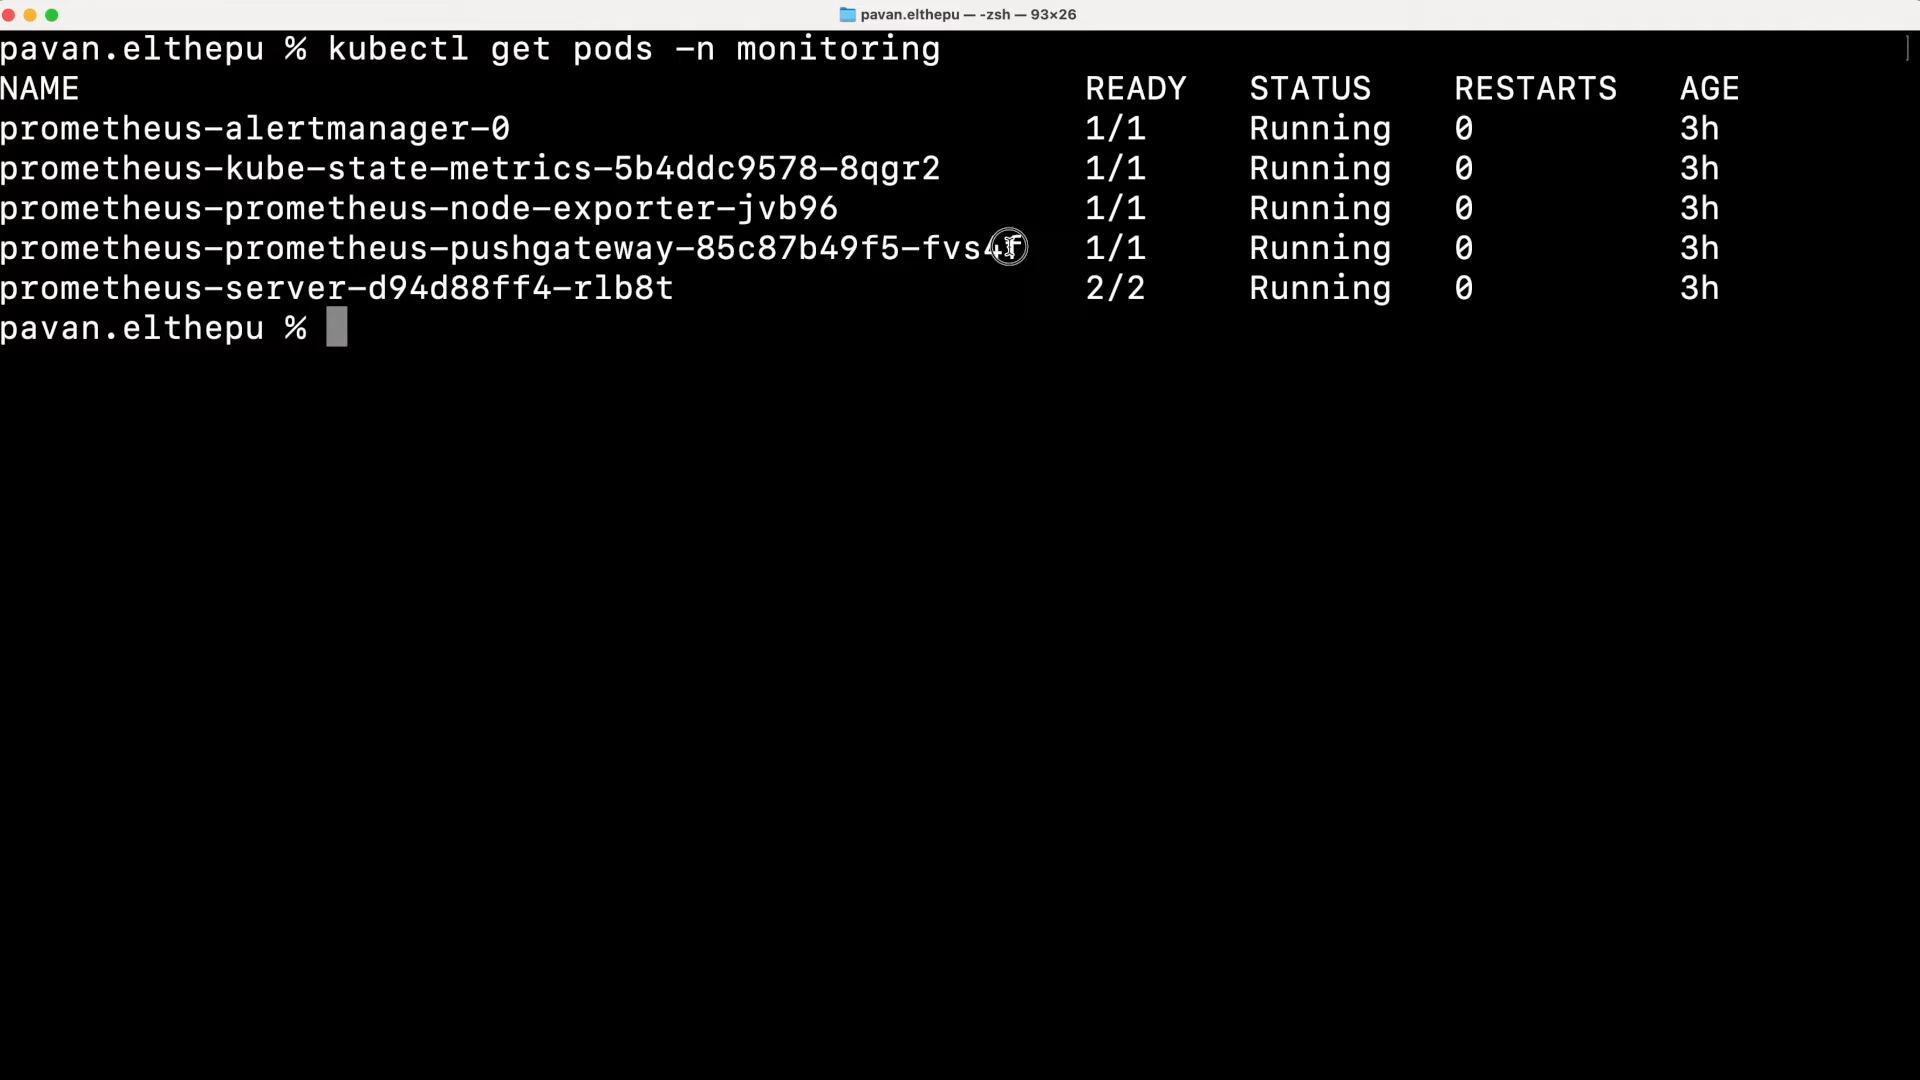 pavan.elthepu — -zsh — 93×26
pavan.elthepu % kubectl get pods -n monitoring
NAME READY STATUS RESTARTS AGE
prometheus-alertmanager-0 1/1 Running 0 3h
prometheus-kube-state-metrics-5b4ddc9578-8qgr2 1/1 Running 0 3h
prometheus-prometheus-node-exporter-jvb96 1/1 Running 0 3h
prometheus-prometheus-pushgateway-85c87b49f5-fvs4f 1/1 Running 0 3h
prometheus-server-d94d88ff4-rlb8t 2/2 Running 0 3h
pavan.elthepu %